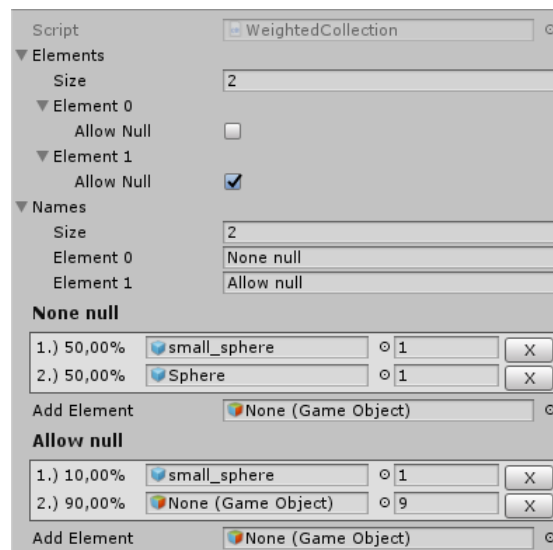 Script WeightedCollection
Elements
Size 2
Element 0
Allow Null
Element 1
Allow Null
Names
Size 2
Element 0 None null
Element 1 Allow null
None null
1.) 50,00% small_sphere 1 X
2.) 50,00% Sphere 1 X
Add Element None (Game Object)
Allow null
1.) 10,00% small_sphere 1 X
2.) 90,00% None (Game Object) 9 X
Add Element None (Game Object)